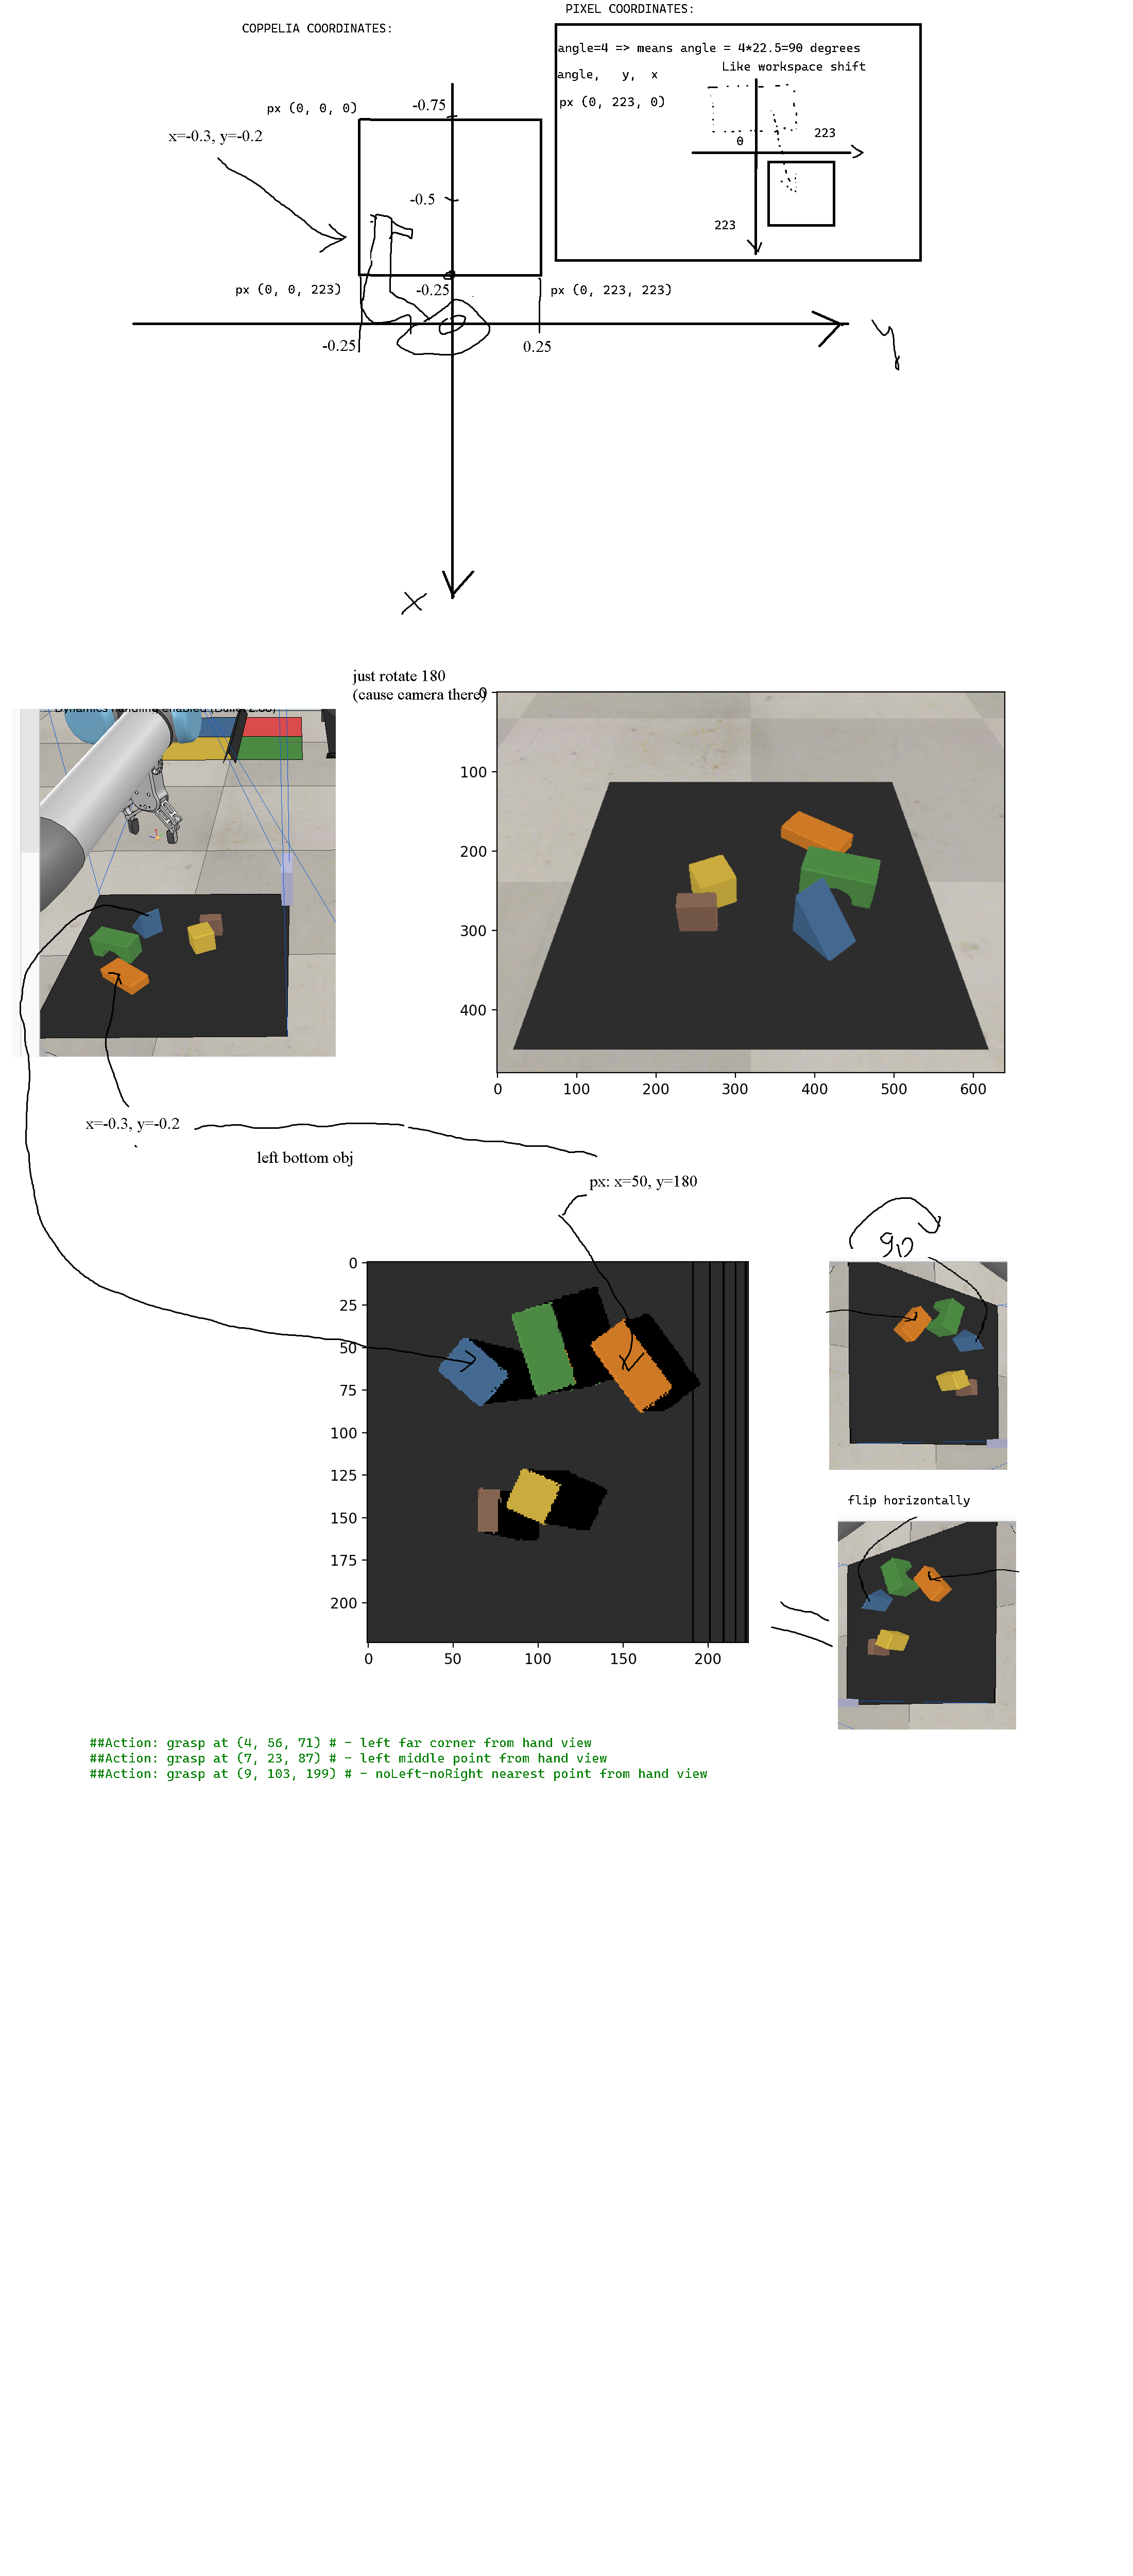 PIXEL COORDINATES:
COPPELIA COORDINATES:
angle=4 => means angle = 4*22.5=90 degrees
Like workspace shift
angle, y, x
px (0, 223, 0)
0
223
223
px (0, 0, 0)
-0.75
x=-0.3, y=-0.2
-0.5
px (0, 0, 223)
-0.25
px (0, 223, 223)
-0.25
0.25
y
x
just rotate 180
(cause camera there)
0
100
200
300
400
0 100 200 300 400 500 600
x=-0.3, y=-0.2
left bottom obj
px: x=50, y=180
90
0
25
50
75
100
125
150
175
200
0 50 100 150 200
flip horizontally
##Action: grasp at (4, 56, 71) # - left far corner from hand view
##Action: grasp at (7, 23, 87) # - left middle point from hand view
##Action: grasp at (9, 103, 199) # - noLeft-noRight nearest point from hand view